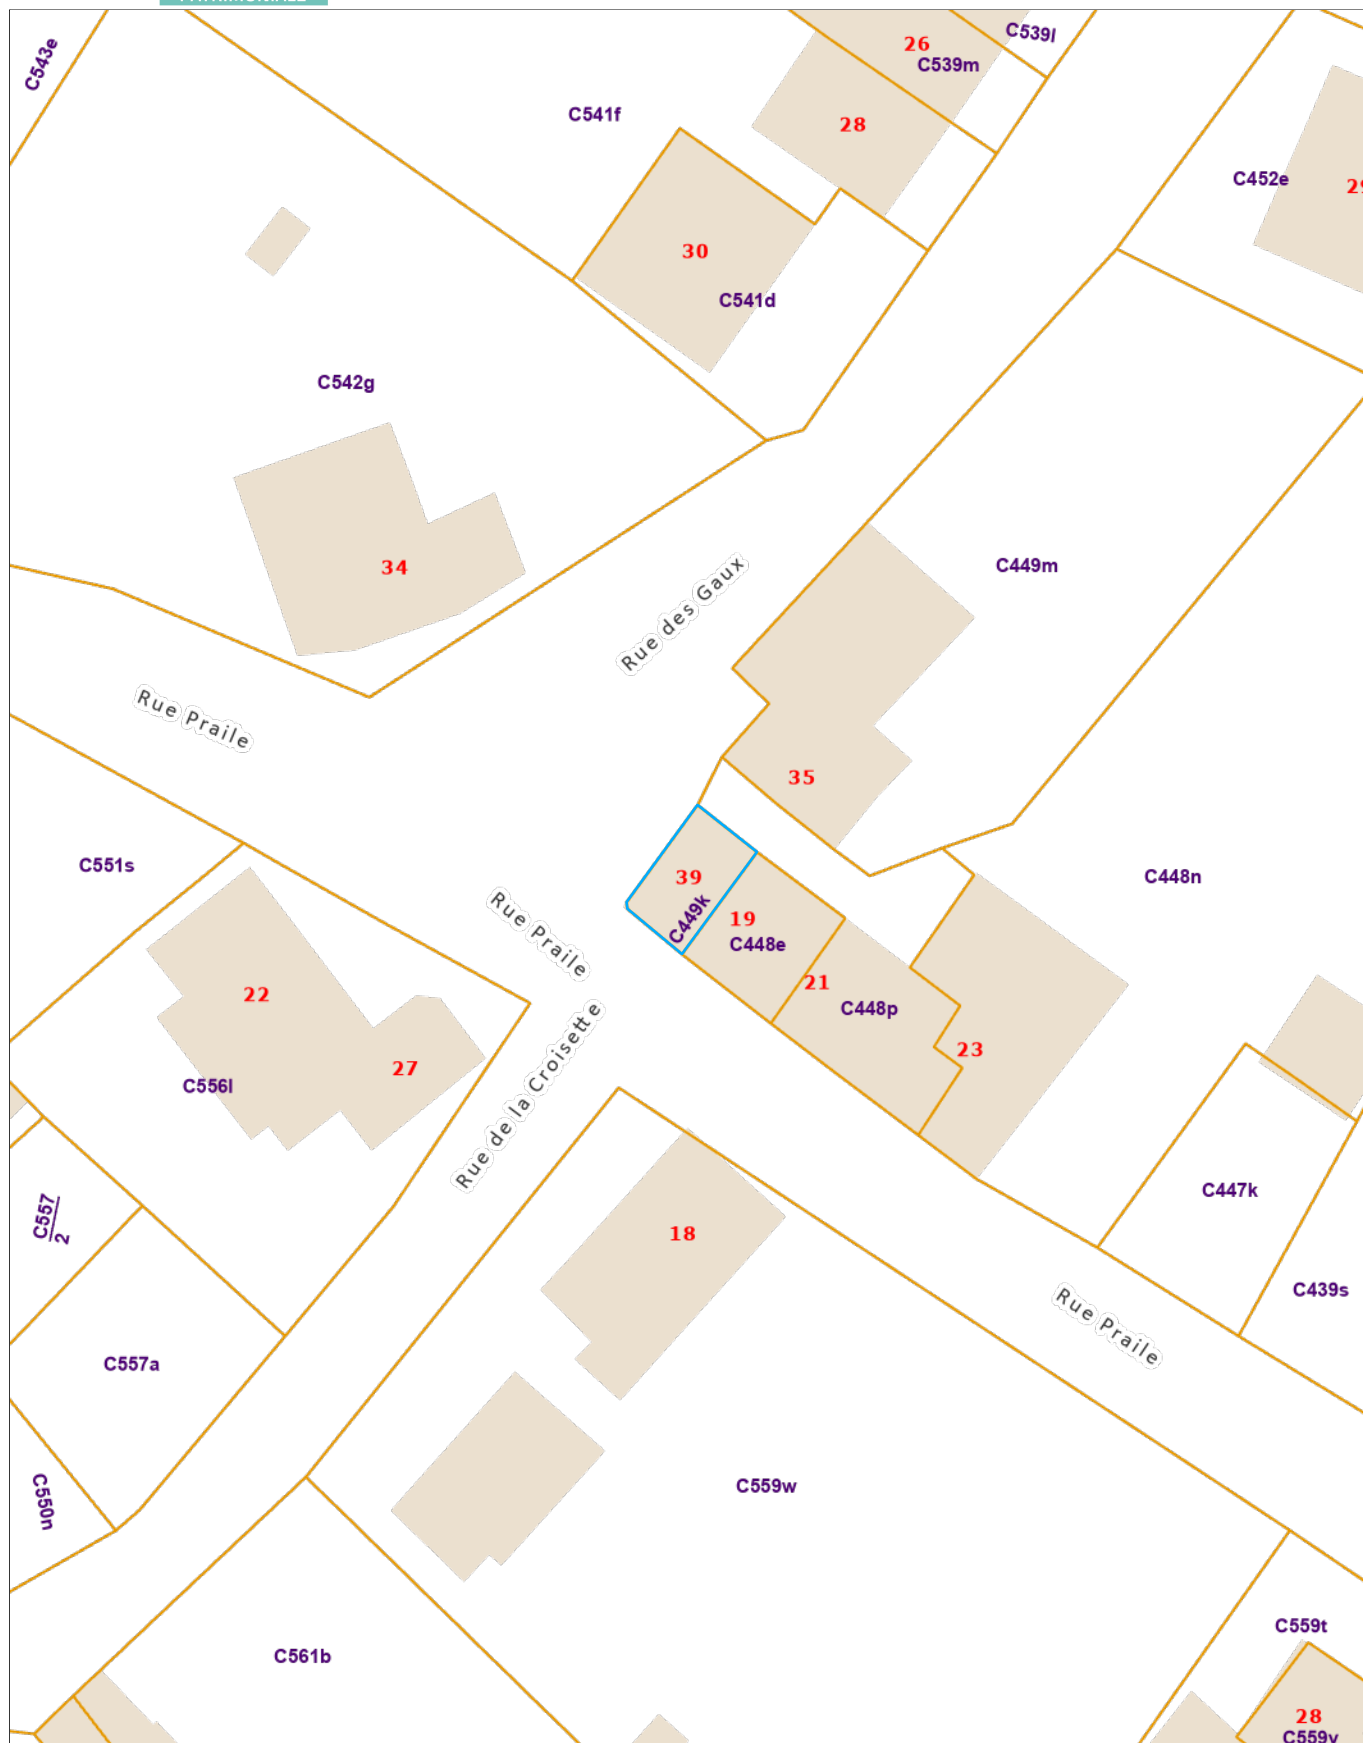 C543e
26
C539l
C539m
C541f
28
C452e
30
C541d
C542g
34
C449m
Rue des Gaux
Rue Praile
35
C551s
39
C449k
C448n
Rue Praile
19
C448e
22
21
C448p
23
27
C556l
Rue de la Croisette
C557
2
18
C447k
C439s
Rue Praile
C557a
C550n
C559w
C559t
C561b
28